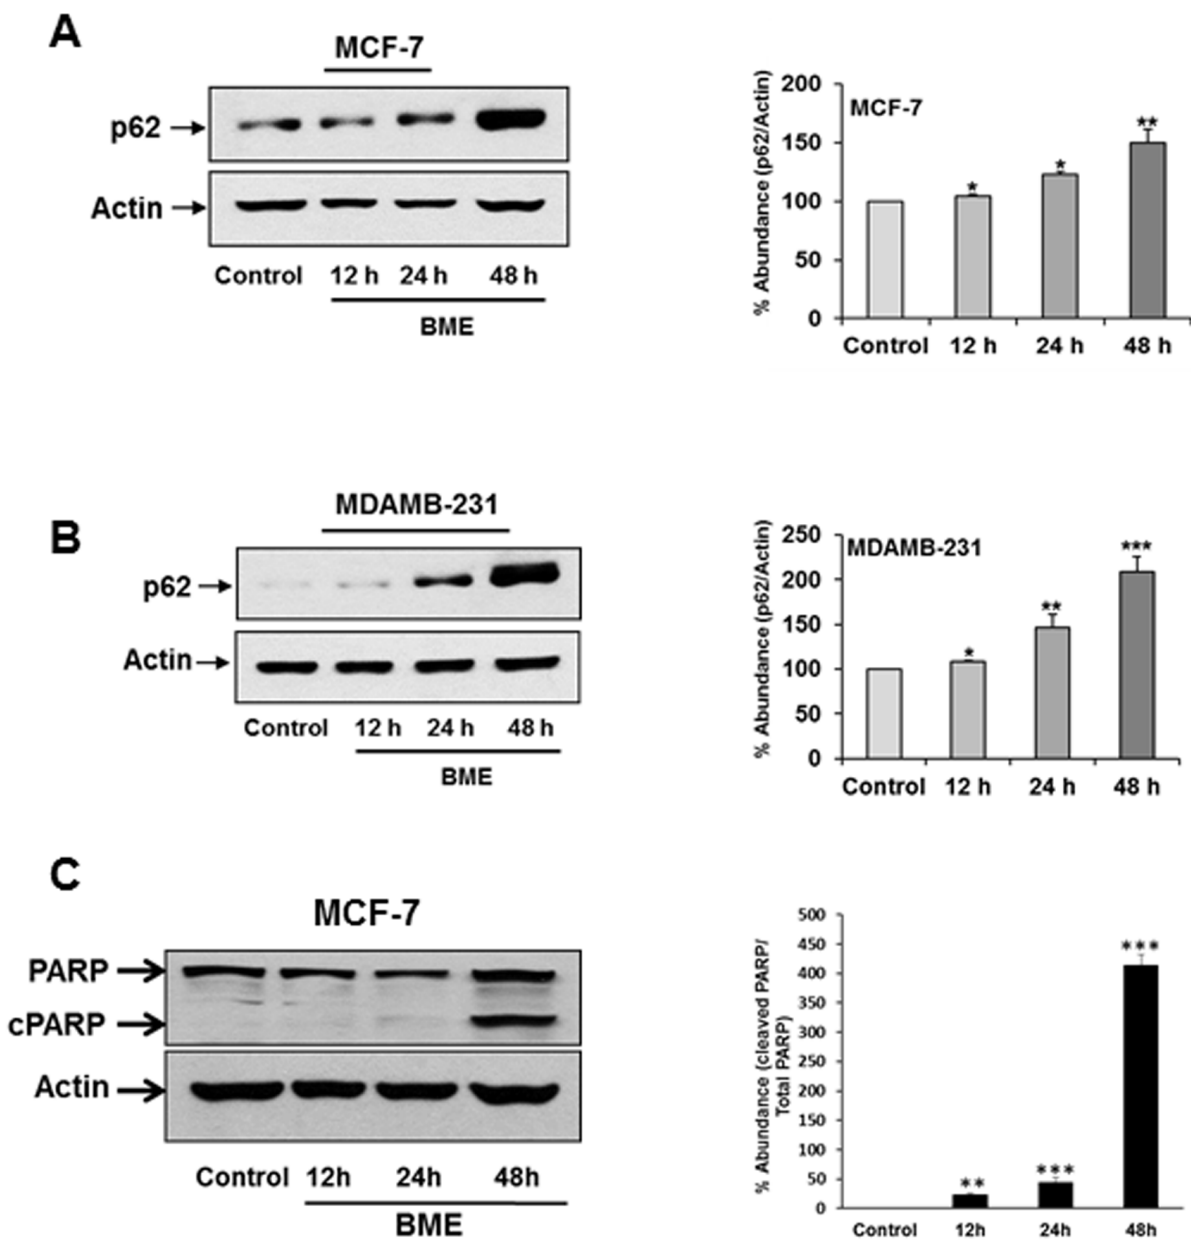 A
MCF-7
p62
Actin
Control 12 h 24 h 48 h
BME
% Abundance (p62/Actin)
MCF-7
200
150
100
50
0
* * **
Control 12 h 24 h 48 h
B
MDAMB-231
p62
Actin
Control 12 h 24 h 48 h
BME
% Abundance (p62/Actin)
MDAMB-231
250
200
150
100
50
0
* ** ***
Control 12 h 24 h 48 h
C
MCF-7
PARP
cPARP
Actin
Control 12h 24h 48h
BME
% Abundance (cleaved PARP/
Total PARP)
500
450
400
350
300
250
200
150
100
50
0
** *** ***
Control 12h 24h 48h